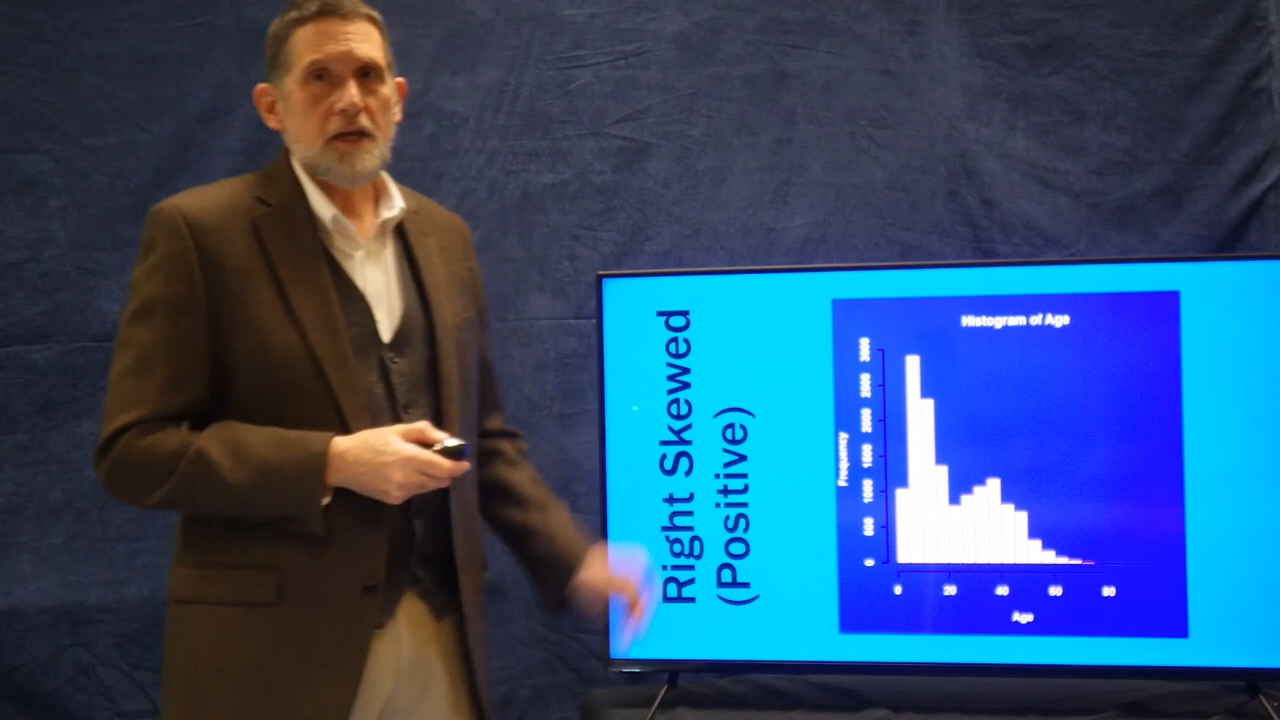 Right Skewed
(Positive)
Histogram of Age
Frequency
3000
2500
2000
1500
1000
500
0
0 20 40 60 80
Age